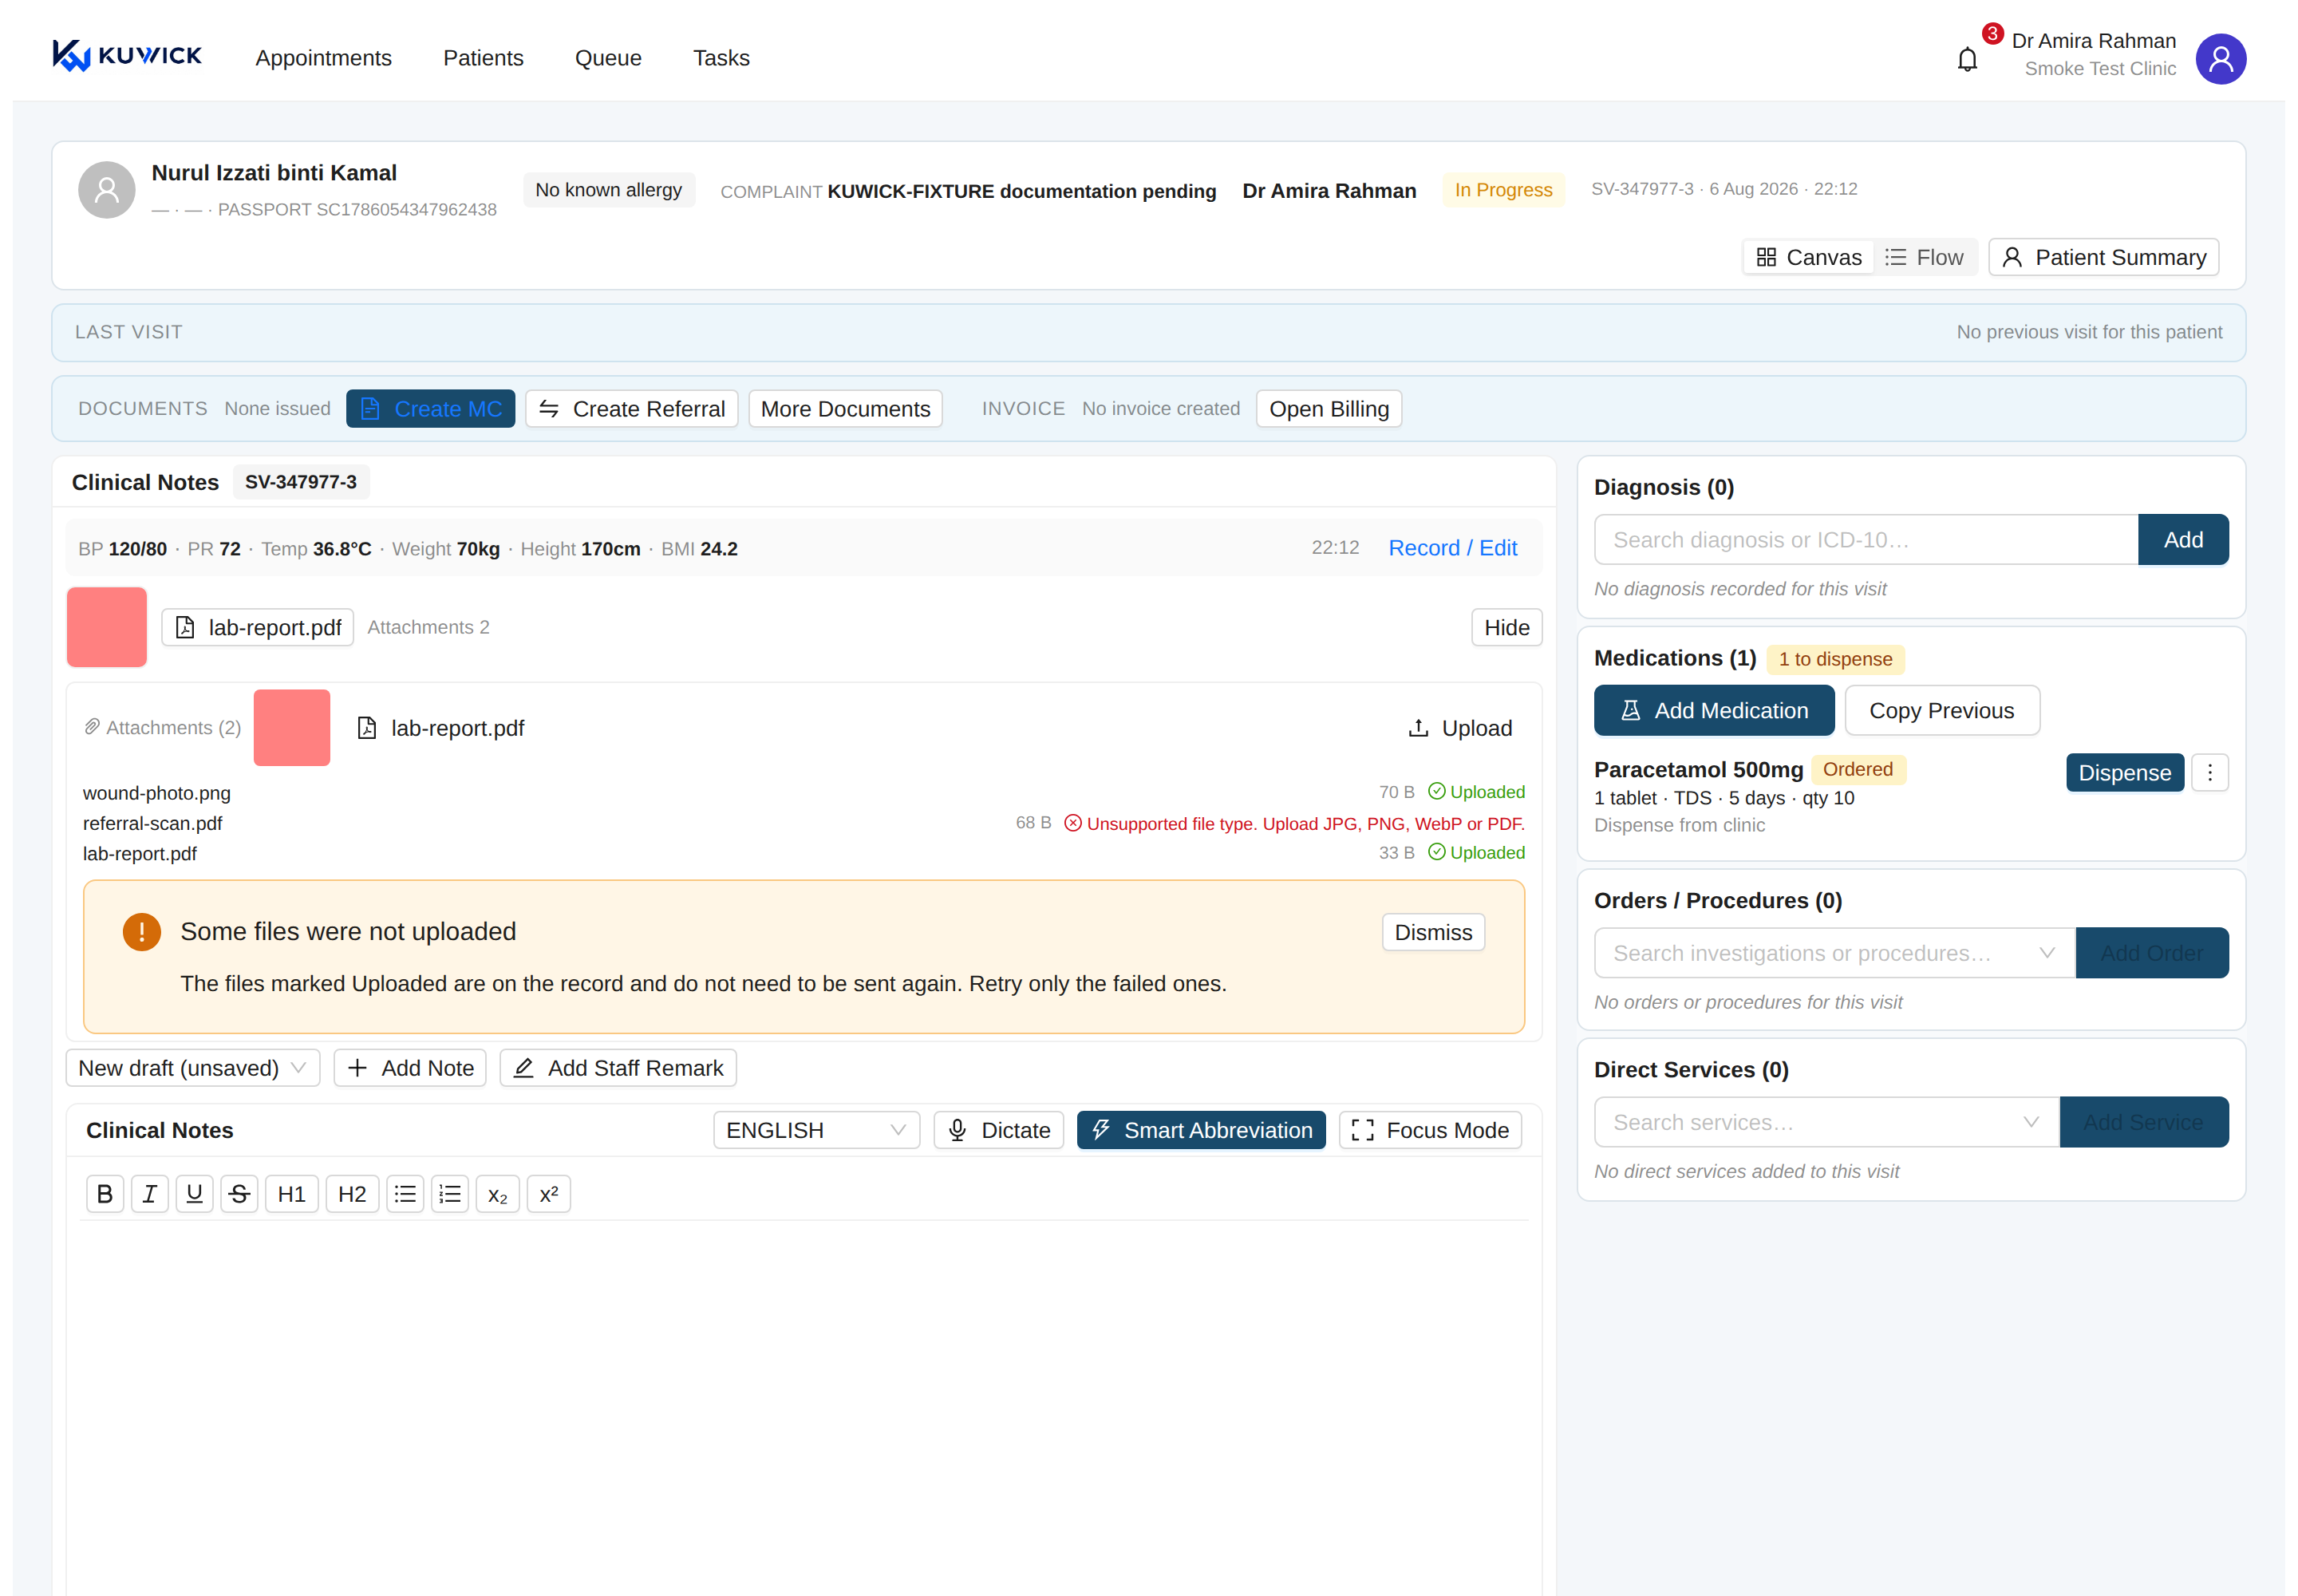 KUWICK Appointments Patients Queue Tasks
3 Dr Amira Rahman
Smoke Test Clinic
Nurul Izzati binti Kamal
— · — · PASSPORT SC1786054347962438
No known allergy COMPLAINT KUWICK-FIXTURE documentation pending Dr Amira Rahman In Progress SV-347977-3 · 6 Aug 2026 · 22:12
Canvas Flow Patient Summary
LAST VISIT No previous visit for this patient
DOCUMENTS None issued Create MC Create Referral More Documents INVOICE No invoice created Open Billing
Clinical Notes SV-347977-3
BP 120/80 · PR 72 · Temp 36.8°C · Weight 70kg · Height 170cm · BMI 24.2 22:12 Record / Edit
lab-report.pdf Attachments 2 Hide
Attachments (2) lab-report.pdf Upload
wound-photo.png 70 B Uploaded
referral-scan.pdf 68 B Unsupported file type. Upload JPG, PNG, WebP or PDF.
lab-report.pdf 33 B Uploaded
Some files were not uploaded Dismiss
The files marked Uploaded are on the record and do not need to be sent again. Retry only the failed ones.
New draft (unsaved) Add Note Add Staff Remark
Clinical Notes ENGLISH Dictate Smart Abbreviation Focus Mode
B I U S H1 H2 x₂ x²
Diagnosis (0)
Search diagnosis or ICD-10… Add
No diagnosis recorded for this visit
Medications (1) 1 to dispense
Add Medication Copy Previous
Paracetamol 500mg Ordered Dispense
1 tablet · TDS · 5 days · qty 10
Dispense from clinic
Orders / Procedures (0)
Search investigations or procedures… Add Order
No orders or procedures for this visit
Direct Services (0)
Search services… Add Service
No direct services added to this visit